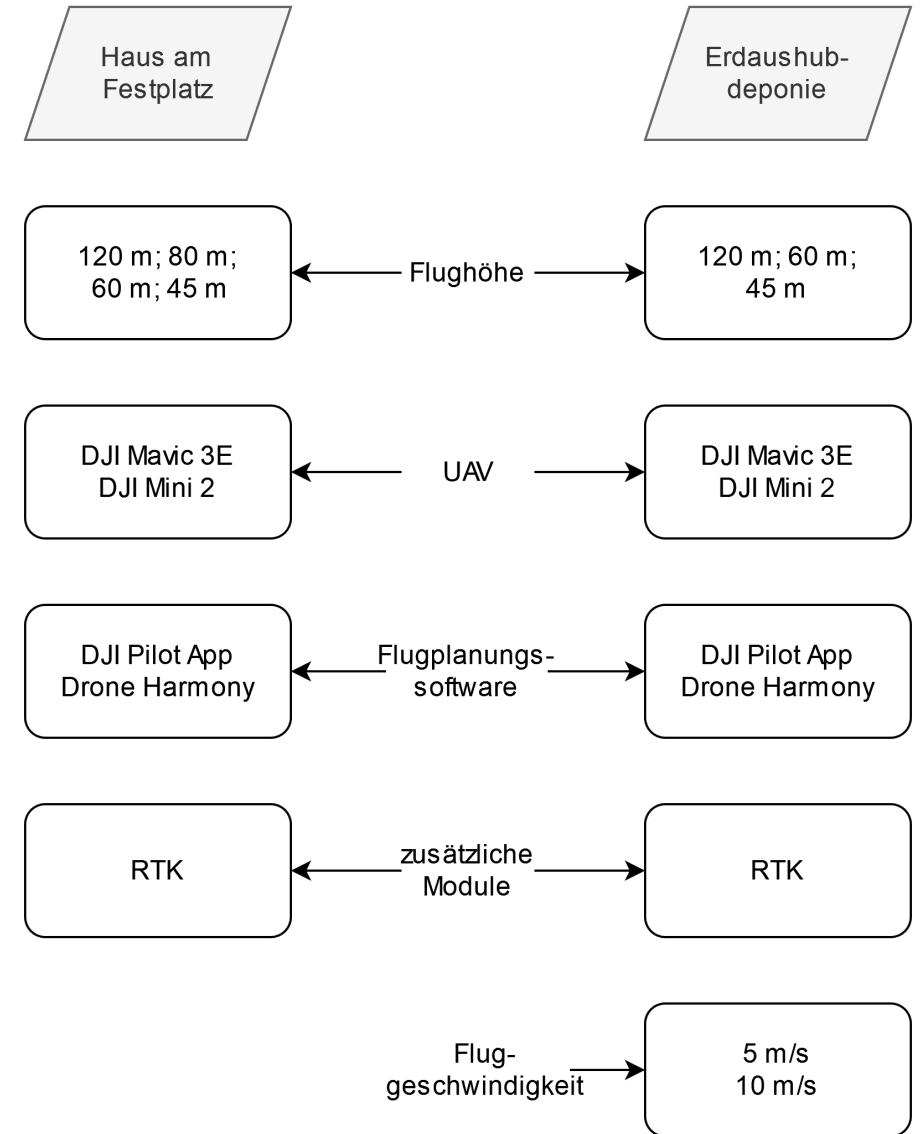 Haus am
Festplatz
Erdaushub-
deponie
120 m; 80 m;
60 m; 45 m
Flughöhe
120 m; 60 m;
45 m
DJI Mavic 3E
DJI Mini 2
UAV
DJI Mavic 3E
DJI Mini 2
DJI Pilot App
Drone Harmony
Flugplanungs-
software
DJI Pilot App
Drone Harmony
RTK
zusätzliche
Module
RTK
Flug-
geschwindigkeit
5 m/s
10 m/s